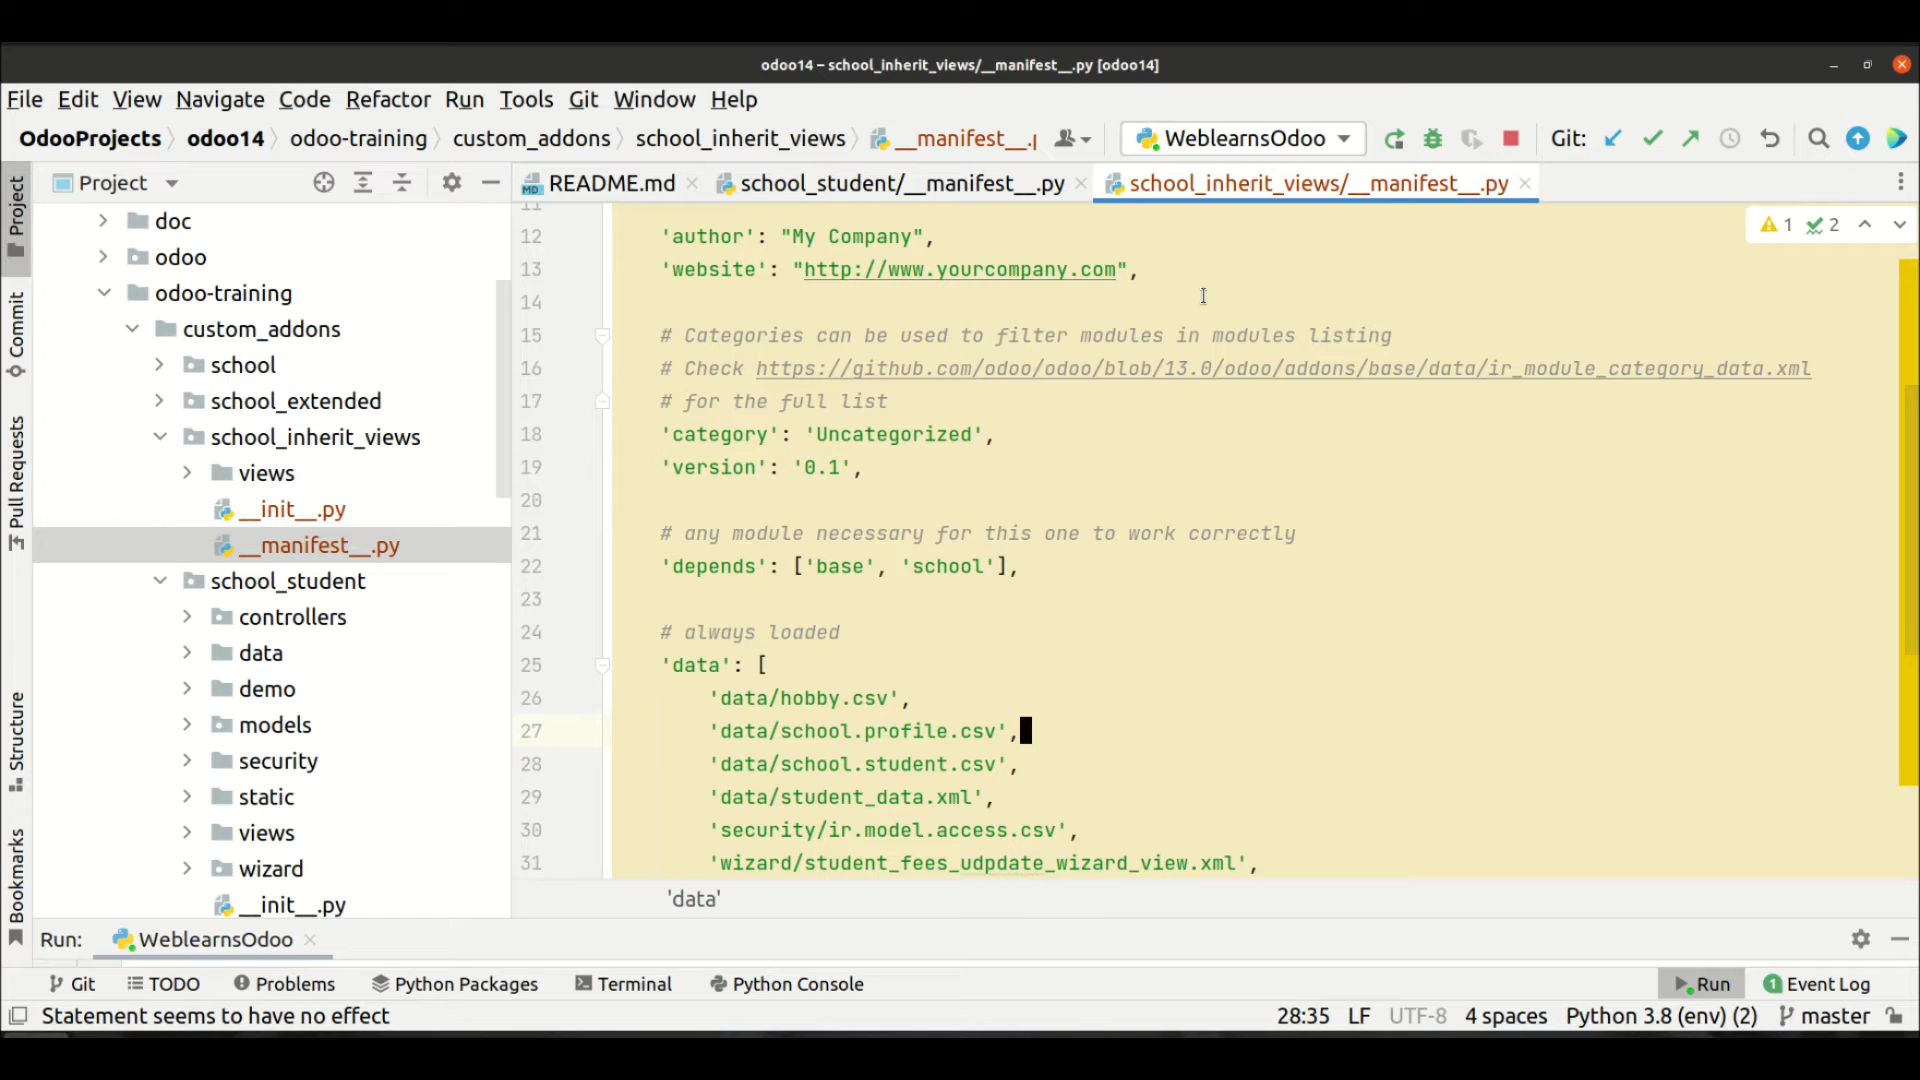 odoo14 – school_inherit_views/__manifest__.py [odoo14]
File Edit View Navigate Code Refactor Run Tools Git Window Help
OdooProjects odoo14 odoo-training custom_addons school_inherit_views __manifest__.p WeblearnsOdoo Git:
Project README.md school_student/__manifest__.py school_inherit_views/__manifest__.py
1 2
Project
Commit
Pull Requests
Structure
Bookmarks
doc
odoo
odoo-training
custom_addons
school
school_extended
school_inherit_views
views
__init__.py
__manifest__.py
school_student
controllers
data
demo
models
security
static
views
wizard
__init__.py
11
12 'author': "My Company",
13 'website': "http://www.yourcompany.com",
14
15 # Categories can be used to filter modules in modules listing
16 # Check https://github.com/odoo/odoo/blob/13.0/odoo/addons/base/data/ir_module_category_data.xml
17 # for the full list
18 'category': 'Uncategorized',
19 'version': '0.1',
20
21 # any module necessary for this one to work correctly
22 'depends': ['base', 'school'],
23
24 # always loaded
25 'data': [
26 'data/hobby.csv',
27 'data/school.profile.csv',
28 'data/school.student.csv',
29 'data/student_data.xml',
30 'security/ir.model.access.csv',
31 'wizard/student_fees_udpdate_wizard_view.xml',
'data'
Run: WeblearnsOdoo
Git TODO Problems Python Packages Terminal Python Console Run 1 Event Log
Statement seems to have no effect 28:35 LF UTF-8 4 spaces Python 3.8 (env) (2) master